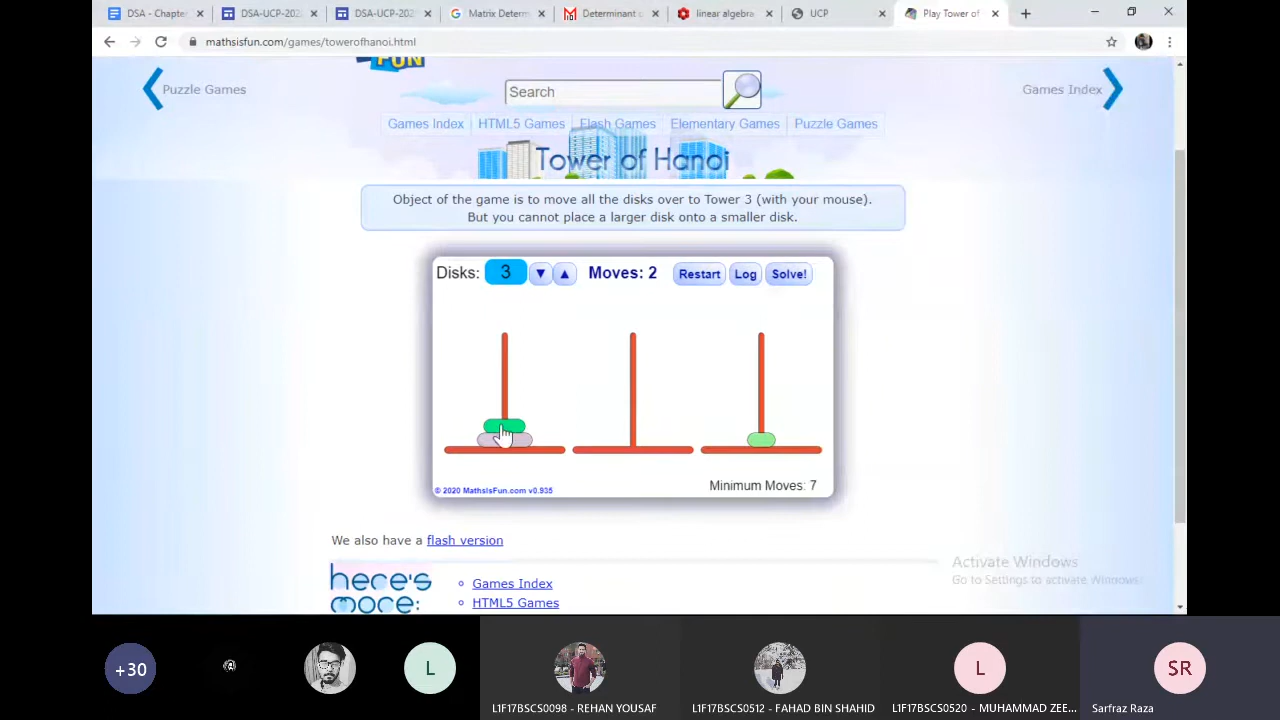 DSA - Chapte
DSA-UCP-202
DSA-UCP-202
Matrix Determ
Determinant o
linear algebra
UCP
Play Tower of
mathsisfun.com/games/towerofhanoi.html
FUN
Puzzle Games
Search
Games Index
Games Index
HTML5 Games
Flash Games
Elementary Games
Puzzle Games
Tower of Hanoi
Object of the game is to move all the disks over to Tower 3 (with your mouse).
But you cannot place a larger disk onto a smaller disk.
Disks: 3 ▼ ▲ Moves: 2 Restart Log Solve!
© 2020 MathsIsFun.com v0.935
Minimum Moves: 7
We also have a flash version
here's
more:
Games Index
HTML5 Games
Activate Windows
Go to Settings to activate Windows.
+30
L
L
SR
L1F17BSCS0098 - REHAN YOUSAF
L1F17BSCS0512 - FAHAD BIN SHAHID
L1F17BSCS0520 - MUHAMMAD ZEE...
Sarfraz Raza